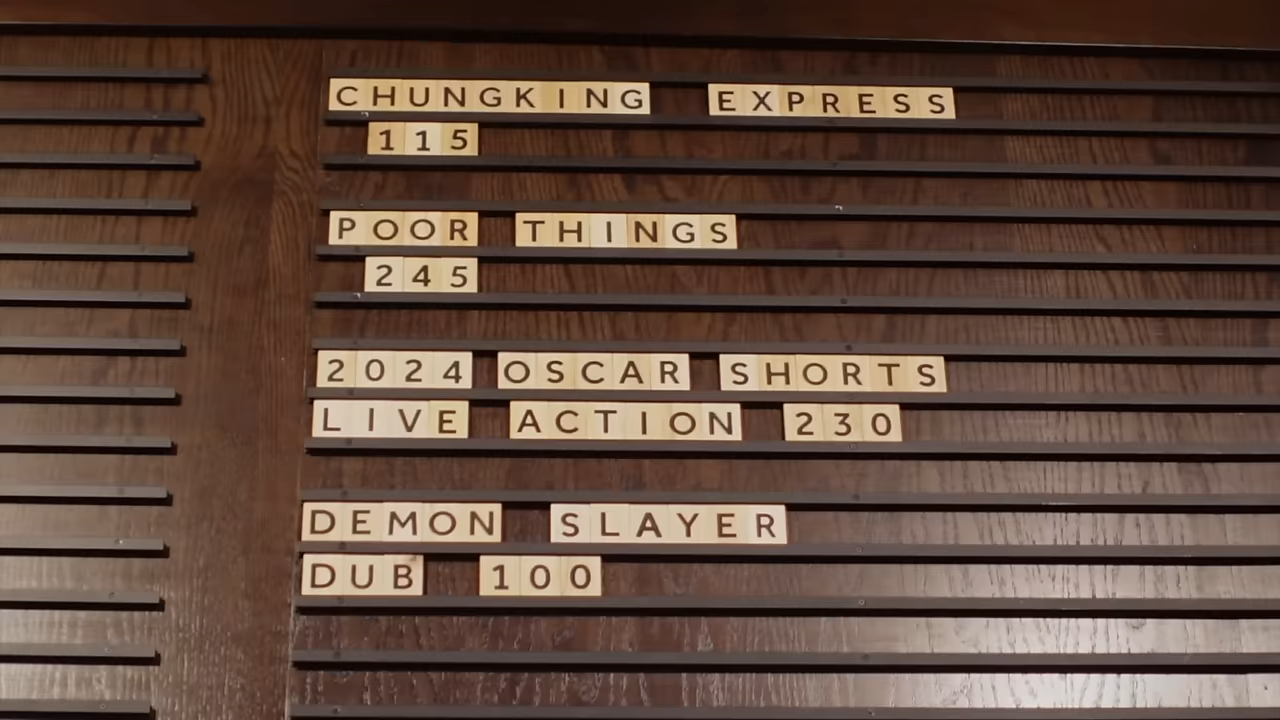 CHUNGKING EXPRESS
115
POOR THINGS
245
2024 OSCAR SHORTS
LIVE ACTION 230
DEMON SLAYER
DUB 100